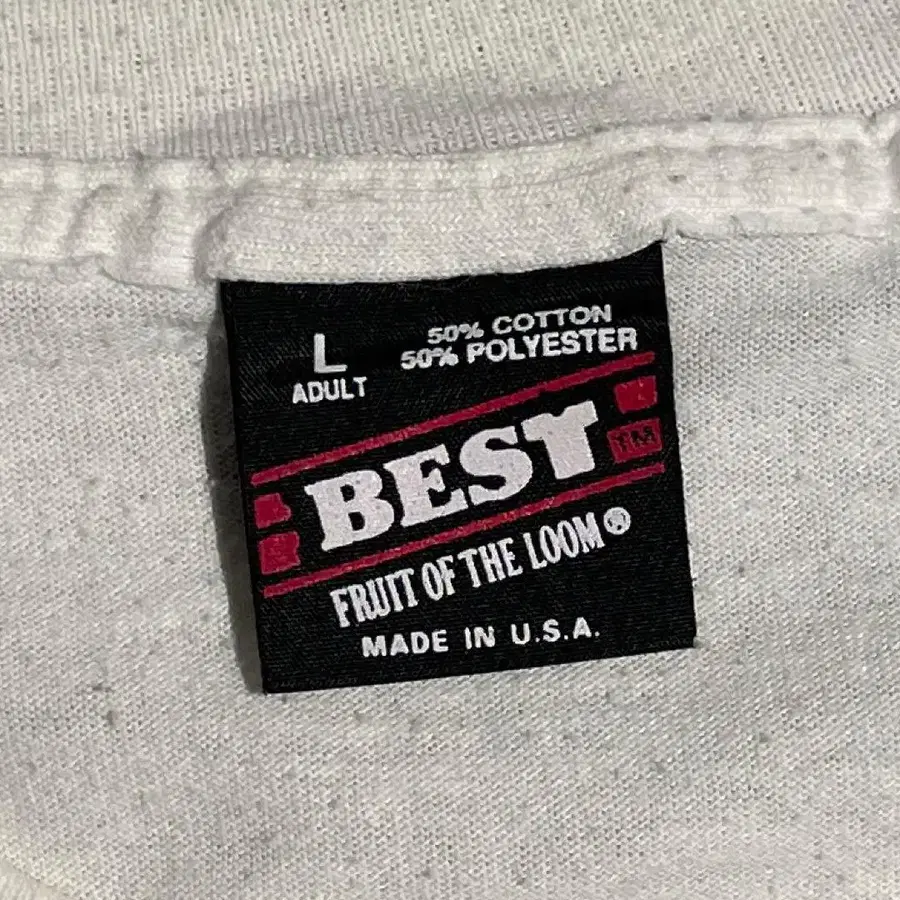 L
ADULT
50% COTTON
50% POLYESTER
BEST
TM
FRUIT OF THE LOOM®
MADE IN U.S.A.